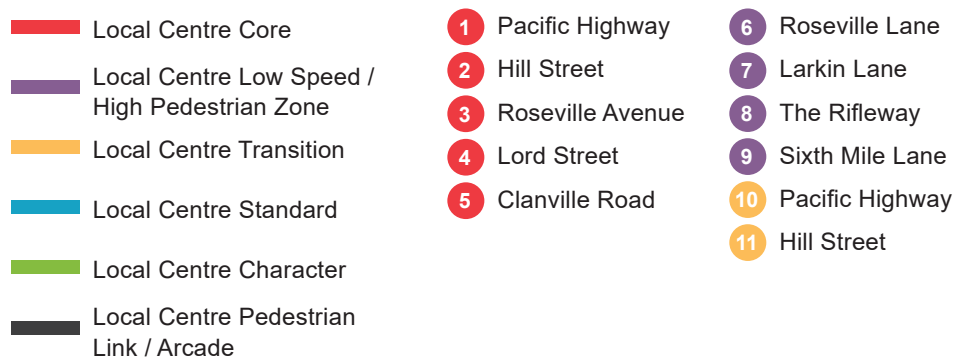 Local Centre Core
Local Centre Low Speed /
High Pedestrian Zone
Local Centre Transition
Local Centre Standard
Local Centre Character
Local Centre Pedestrian
Link / Arcade
1 Pacific Highway
2 Hill Street
3 Roseville Avenue
4 Lord Street
5 Clanville Road
6 Roseville Lane
7 Larkin Lane
8 The Rifleway
9 Sixth Mile Lane
10 Pacific Highway
11 Hill Street